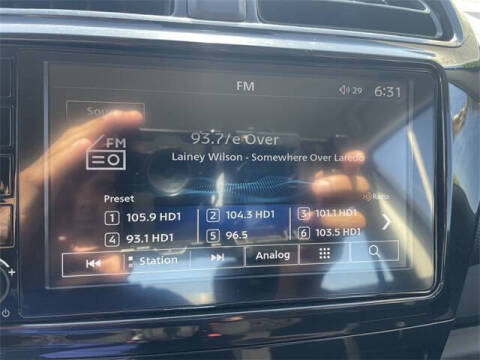 FM
29
6:31
Sou
FM
93.7/e Over
Lainey Wilson - Somewhere Over Laredo
Radio
Preset
1 105.9 HD1 2 104.3 HD1 3 101.1 HD1
4 93.1 HD1 5 96.5 6 103.5 HD1
Station Analog